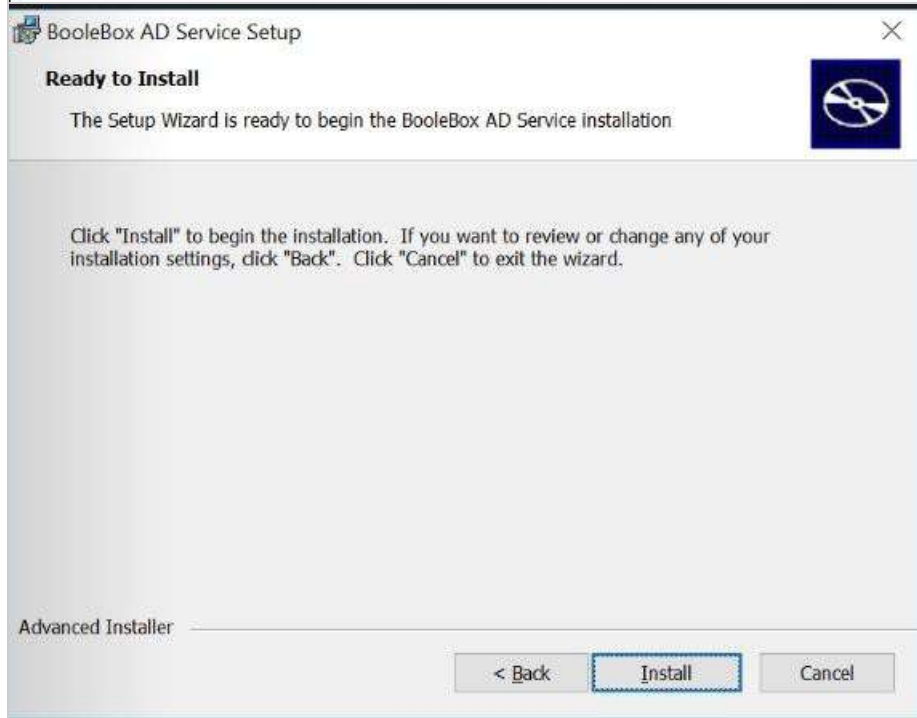 BooleBox AD Service Setup
Ready to Install
The Setup Wizard is ready to begin the BooleBox AD Service installation
Click "Install" to begin the installation. If you want to review or change any of your
installation settings, click "Back". Click "Cancel" to exit the wizard.
Advanced Installer
< Back Install Cancel